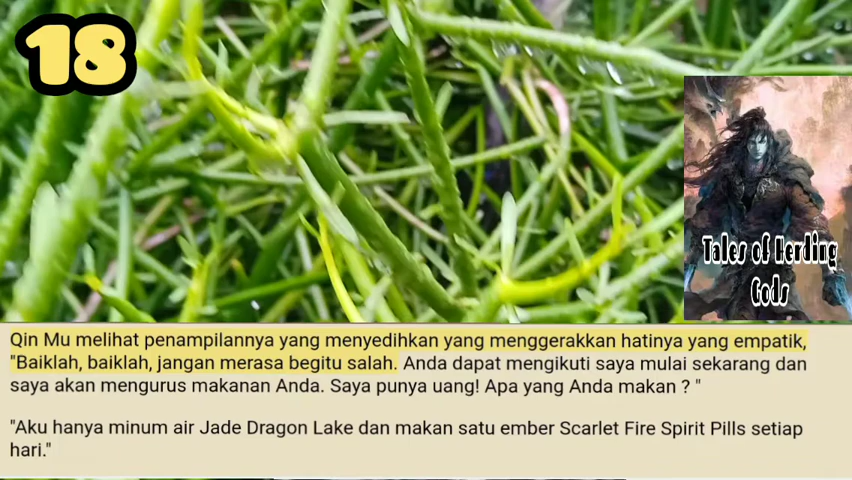 18
Tales of Herding
Gods
Qin Mu melihat penampilannya yang menyedihkan yang menggerakkan hatinya yang empatik,
"Baiklah, baiklah, jangan merasa begitu salah. Anda dapat mengikuti saya mulai sekarang dan
saya akan mengurus makanan Anda. Saya punya uang! Apa yang Anda makan ? "
"Aku hanya minum air Jade Dragon Lake dan makan satu ember Scarlet Fire Spirit Pills setiap
hari."